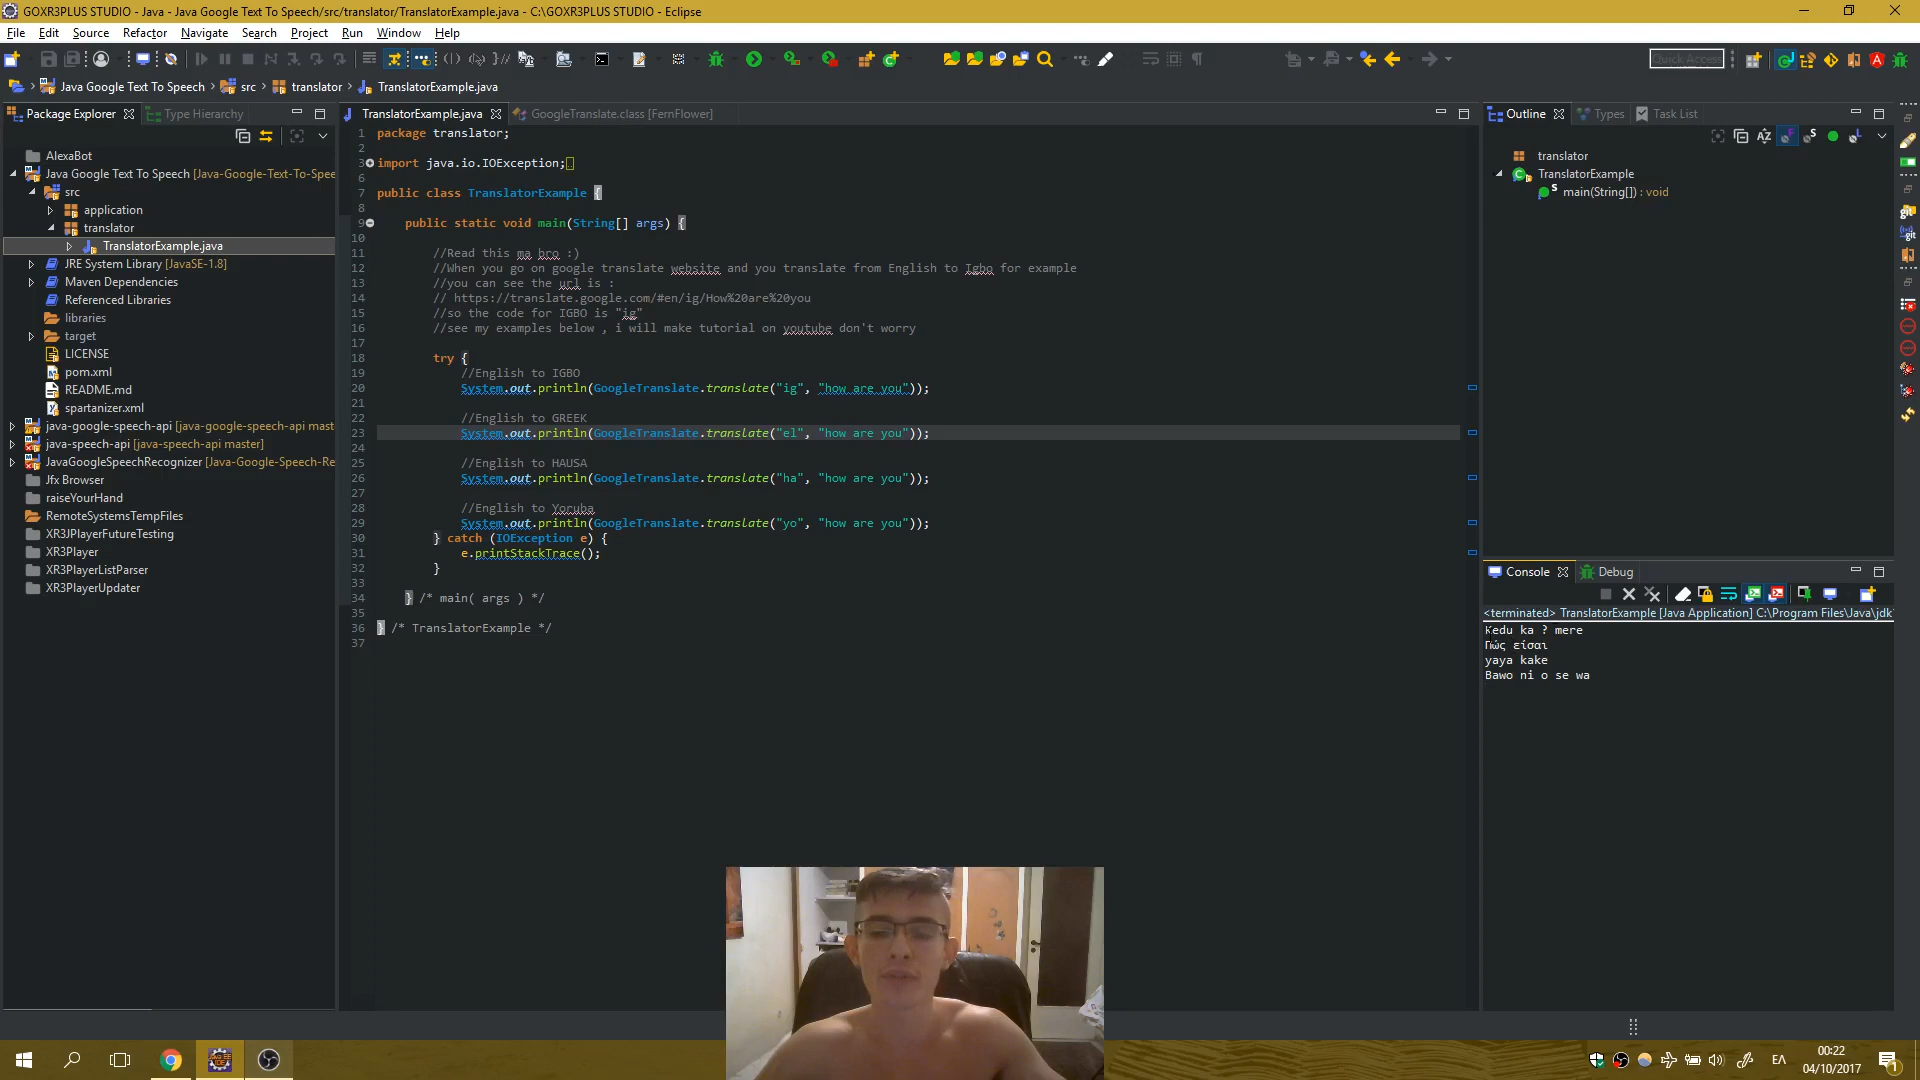 GOXR3PLUS STUDIO - Java - Java Google Text To Speech/src/translator/TranslatorExample.java - C:\GOXR3PLUS STUDIO - Eclipse
File Edit Source Refactor Navigate Search Project Run Window Help
Quick Access
Java Google Text To Speech src translator TranslatorExample.java
Package Explorer Type Hierarchy
AlexaBot
Java Google Text To Speech [Java-Google-Text-To-Spee
src
application
translator
TranslatorExample.java
JRE System Library [JavaSE-1.8]
Maven Dependencies
Referenced Libraries
libraries
target
LICENSE
pom.xml
README.md
spartanizer.xml
java-google-speech-api [java-google-speech-api mast
java-speech-api [java-speech-api master]
JavaGoogleSpeechRecognizer [Java-Google-Speech-Re
Jfx Browser
raiseYourHand
RemoteSystemsTempFiles
XR3JPlayerFutureTesting
XR3Player
XR3PlayerListParser
XR3PlayerUpdater
TranslatorExample.java GoogleTranslate.class [FernFlower]
1 package translator;
2
3 import java.io.IOException;
6
7 public class TranslatorExample {
8
9 public static void main(String[] args) {
10
11 //Read this ma bro :)
12 //When you go on google translate website and you translate from English to Igbo for example
13 //you can see the url is :
14 // https://translate.google.com/#en/ig/How%20are%20you
15 //so the code for IGBO is "ig"
16 //see my examples below , i will make tutorial on youtube don't worry
17
18 try {
19 //English to IGBO
20 System.out.println(GoogleTranslate.translate("ig", "how are you"));
21
22 //English to GREEK
23 System.out.println(GoogleTranslate.translate("el", "how are you"));
24
25 //English to HAUSA
26 System.out.println(GoogleTranslate.translate("ha", "how are you"));
27
28 //English to Yoruba
29 System.out.println(GoogleTranslate.translate("yo", "how are you"));
30 } catch (IOException e) {
31 e.printStackTrace();
32 }
33
34 } /* main( args ) */
35
36 } /* TranslatorExample */
37
Outline Types Task List
translator
TranslatorExample
main(String[]) : void
Console Debug
<terminated> TranslatorExample [Java Application] C:\Program Files\Java\jdk
Kedu ka ? mere
Πώς είσαι
yaya kake
Bawo ni o se wa
ΕΛ
00:22
04/10/2017
1